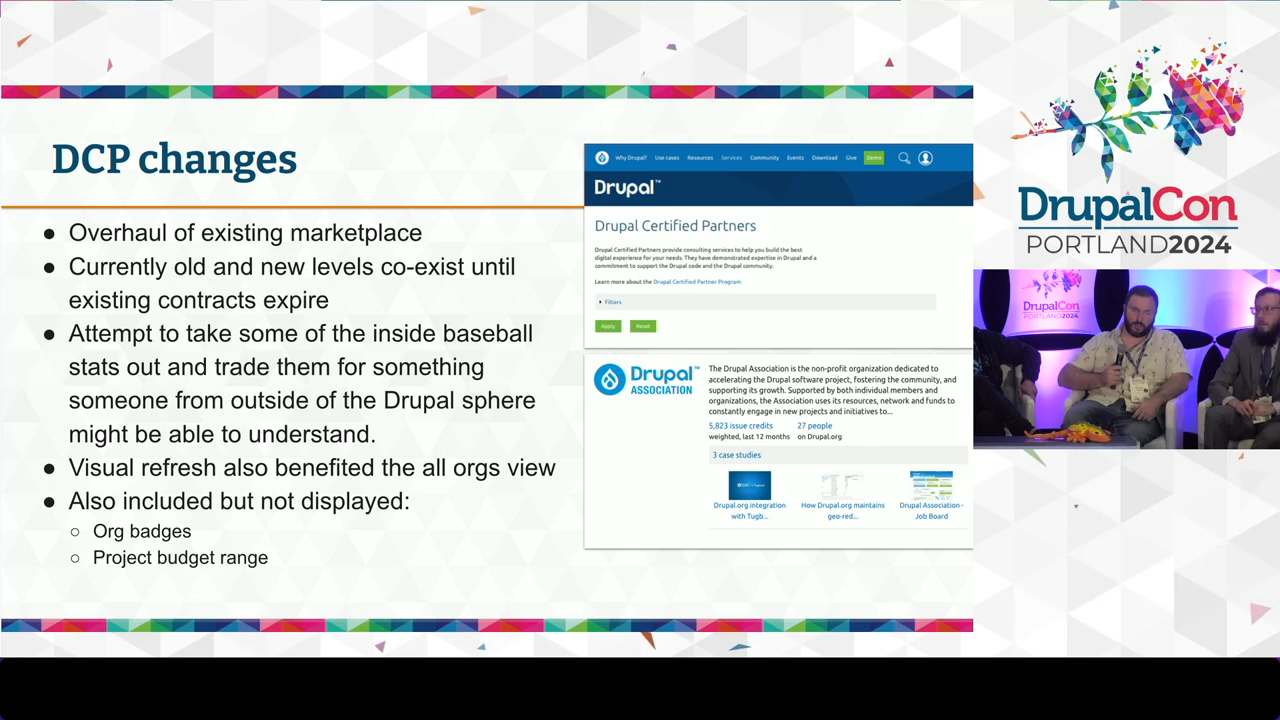 DCP changes
● Overhaul of existing marketplace
● Currently old and new levels co-exist until
existing contracts expire
● Attempt to take some of the inside baseball
stats out and trade them for something
someone from outside of the Drupal sphere
might be able to understand.
● Visual refresh also benefited the all orgs view
● Also included but not displayed:
○ Org badges
○ Project budget range
Why Drupal? Use cases Resources Services Community Events Download Give Demo
Drupal™
Drupal Certified Partners
Drupal Certified Partners provide consulting services to help you build the best
digital experience for your needs. They have demonstrated expertise in Drupal and a
commitment to support the Drupal code and the Drupal community.
Learn more about the Drupal Certified Partner Program
Filters
Apply Reset
Drupal™
ASSOCIATION
The Drupal Association is the non-profit organization dedicated to
accelerating the Drupal software project, fostering the community, and
supporting its growth. Supported by both individual members and
organizations, the Association uses its resources, network and funds to
constantly engage in new projects and initiatives to...
5,823 issue credits 27 people
weighted, last 12 months on Drupal.org
3 case studies
Drupal.org integration How Drupal.org maintains Drupal Association -
with Tugb... geo-red... Job Board
DrupalCon
PORTLAND2024
DrupalCon
PORTLAND2024